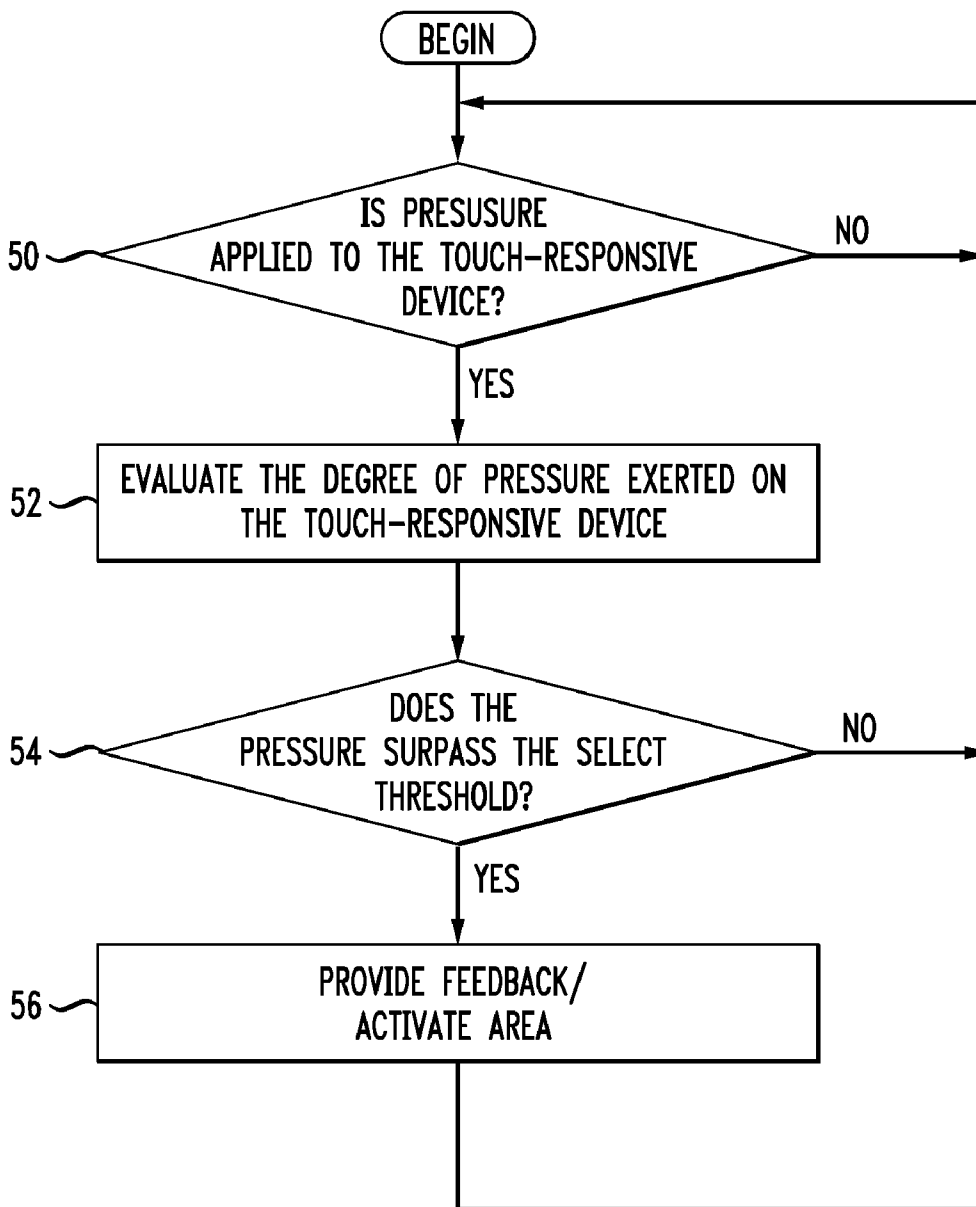 BEGIN
IS PRESUSURE
APPLIED TO THE TOUCH-RESPONSIVE
DEVICE?
50
NO
YES
EVALUATE THE DEGREE OF PRESSURE EXERTED ON
THE TOUCH-RESPONSIVE DEVICE
52
DOES THE
PRESSURE SURPASS THE SELECT
THRESHOLD?
54
NO
YES
PROVIDE FEEDBACK/
ACTIVATE AREA
56